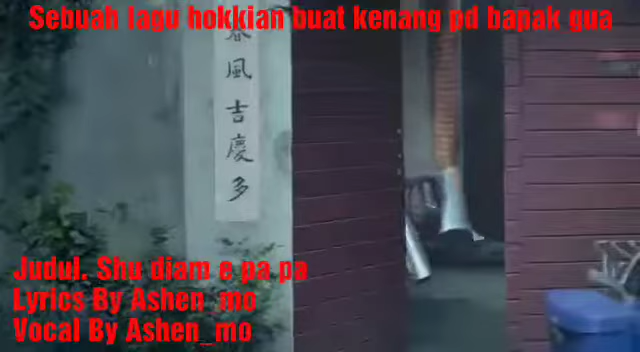 Sebuah lagu hokkian buat kenang pd bapak gua
春風吉慶多
Judul. Shu diam e pa pa
Lyrics By Ashen_mo
Vocal By Ashen_mo